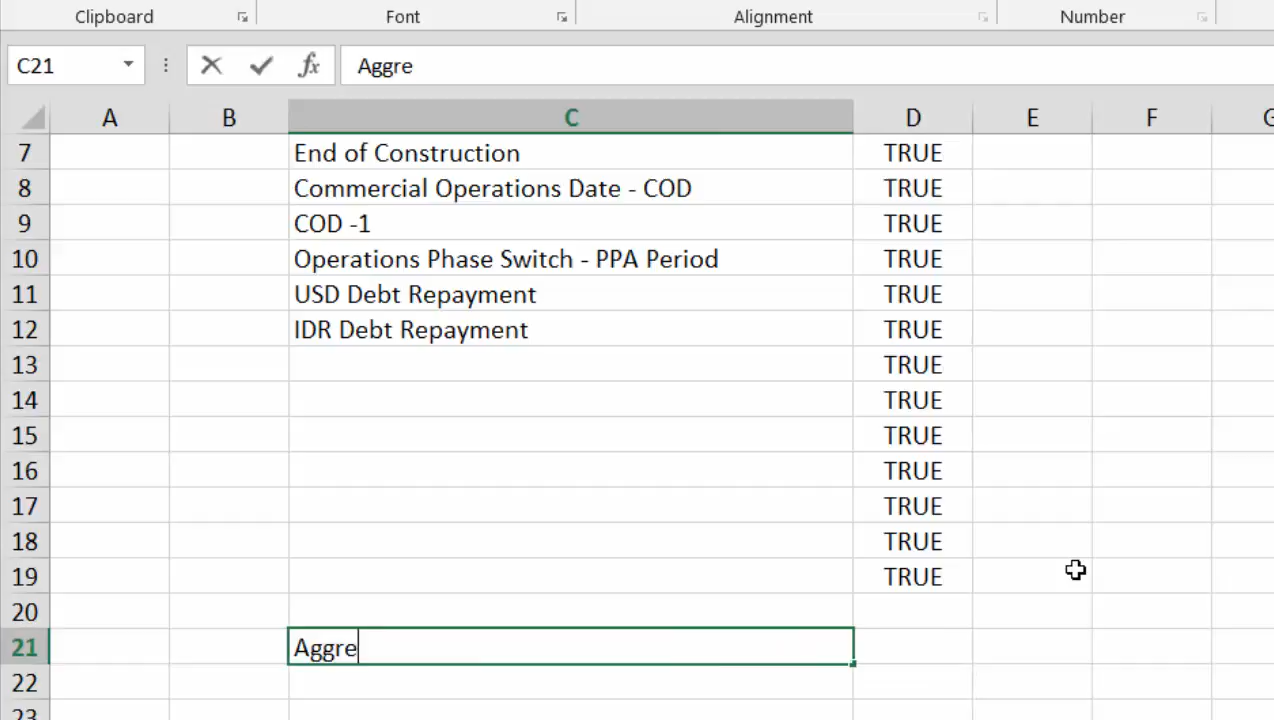 Clipboard Font Alignment Number
C21 fx Aggre
A B C D E F G
7 End of Construction TRUE
8 Commercial Operations Date - COD TRUE
9 COD -1 TRUE
10 Operations Phase Switch - PPA Period TRUE
11 USD Debt Repayment TRUE
12 IDR Debt Repayment TRUE
13 TRUE
14 TRUE
15 TRUE
16 TRUE
17 TRUE
18 TRUE
19 TRUE
20
21 Aggre
22
23